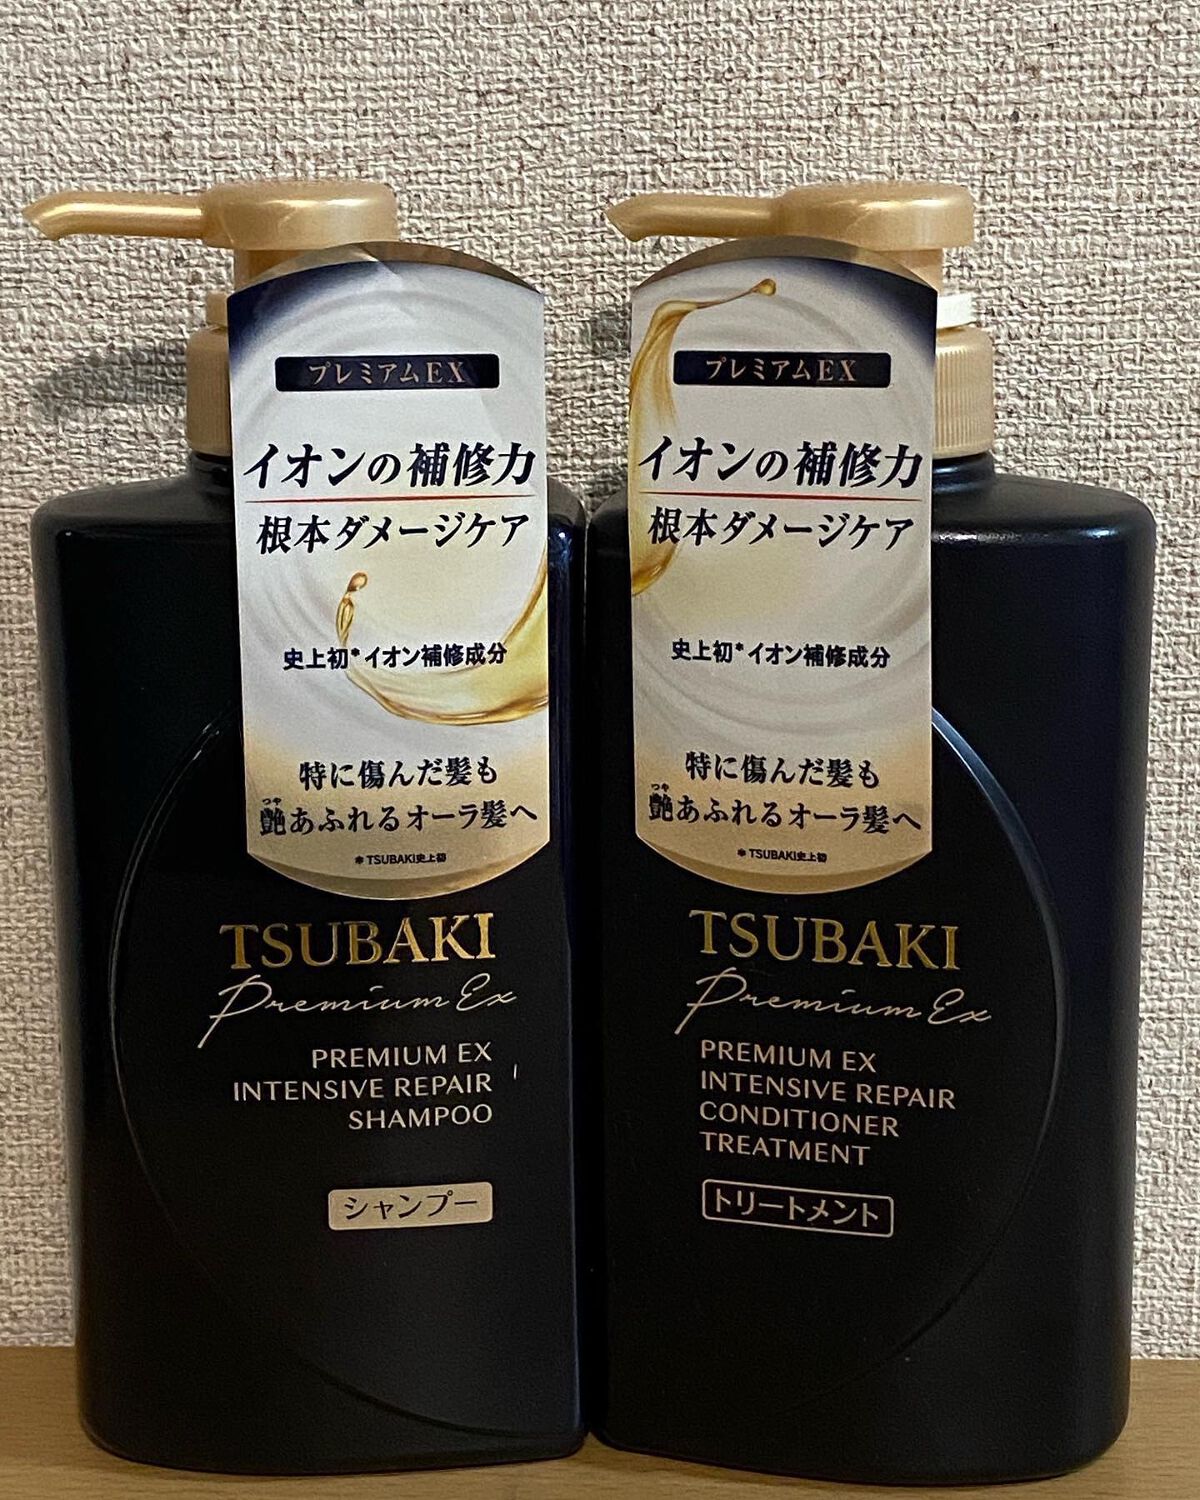 プレミアムEX
イオンの補修力
根本ダメージケア
史上初*イオン補修成分
特に傷んだ髪も
つや
艶あふれるオーラ髪へ
*TSUBAKI史上初
TSUBAKI
Premium Ex
PREMIUM EX
INTENSIVE REPAIR
SHAMPOO
シャンプー
プレミアムEX
イオンの補修力
根本ダメージケア
史上初*イオン補修成分
特に傷んだ髪も
つや
艶あふれるオーラ髪へ
*TSUBAKI史上初
TSUBAKI
Premium Ex
PREMIUM EX
INTENSIVE REPAIR
CONDITIONER
TREATMENT
トリートメント